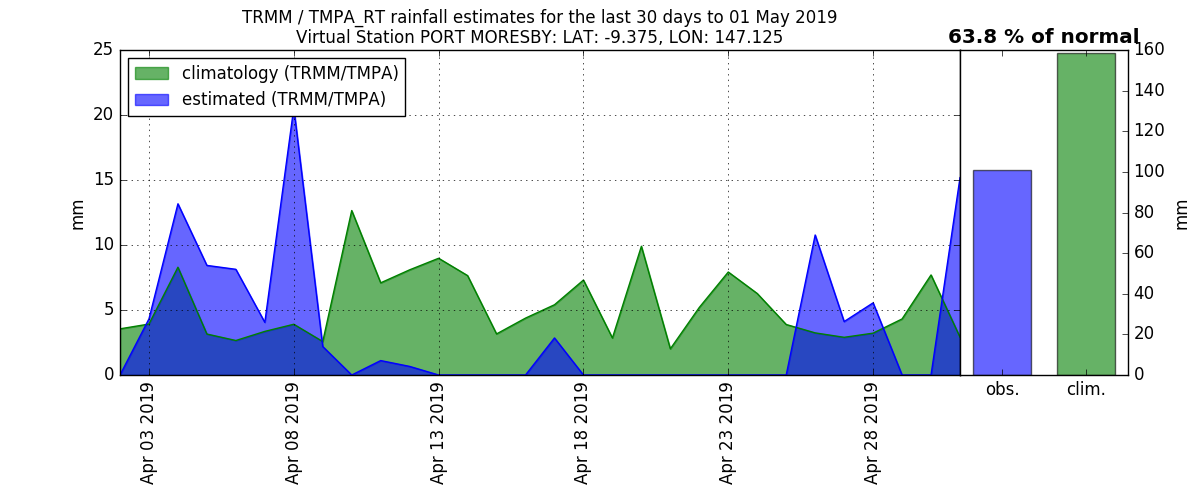 TRMM / TMPA_RT rainfall estimates for the last 30 days to 01 May 2019
Virtual Station PORT MORESBY: LAT: -9.375, LON: 147.125
63.8 % of normal
climatology (TRMM/TMPA)
estimated (TRMM/TMPA)
25
20
15
10
5
0
mm
Apr 03 2019
Apr 08 2019
Apr 13 2019
Apr 18 2019
Apr 23 2019
Apr 28 2019
obs.
clim.
160
140
120
100
80
60
40
20
0
mm